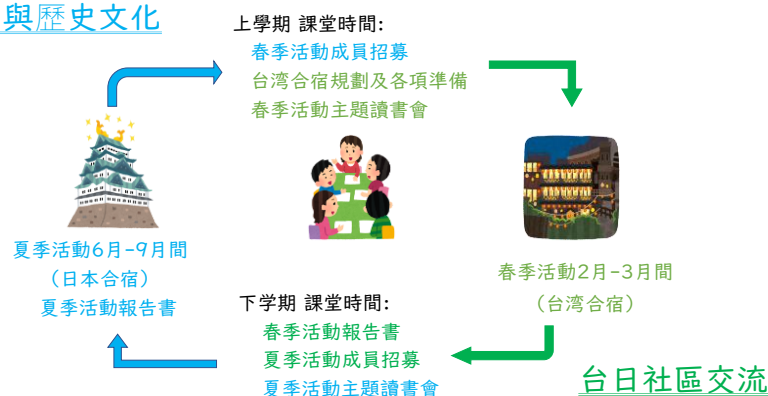 與歷史文化
上學期 課堂時間:
春季活動成員招募
台湾合宿規劃及各項準備
春季活動主題讀書會
夏季活動6月-9月間
（日本合宿）
夏季活動報告書
春季活動2月-3月間
（台湾合宿）
下学期 課堂時間:
春季活動報告書
夏季活動成員招募
夏季活動主題讀書會
台日社區交流